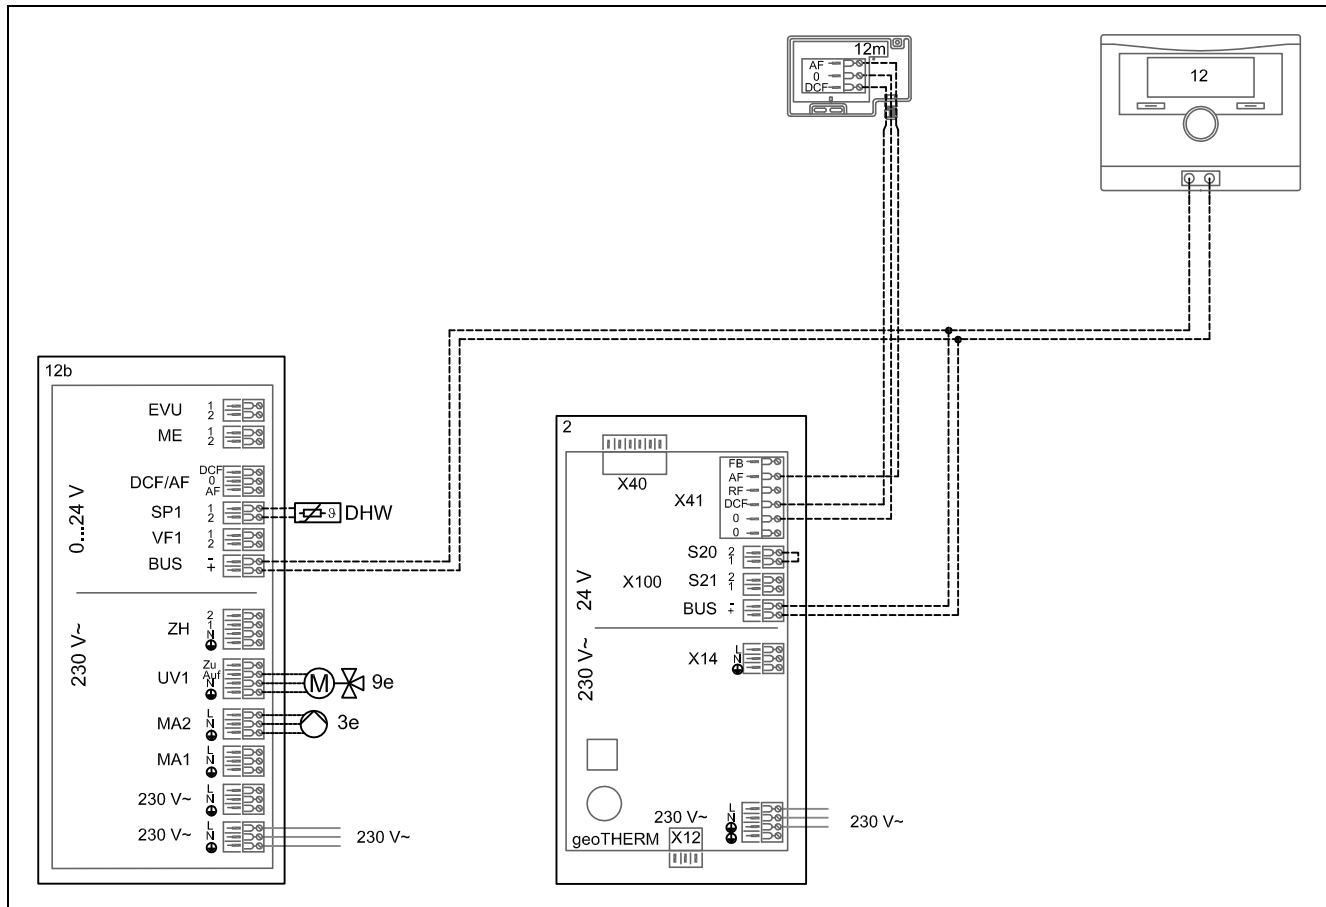 12m
AF
0
DCF
12
12b
0...24 V
EVU 1
2
ME 1
2
DCF/AF DCF
0
AF
SP1 1
2
ϑ DHW
VF1 1
2
BUS -
+
230 V~
ZH 2
1
N
UV1 Zu
Auf
N
M 9e
MA2 L
N
3e
MA1 L
N
230 V~ L
N
230 V~ L
N
230 V~
2
X40
X41
FB
AF
RF
DCF
0
0
24 V
X100
S20 2
1
S21 2
1
BUS -
+
230 V~
X14 L
N
230 V~ L
N
230 V~
geoTHERM X12